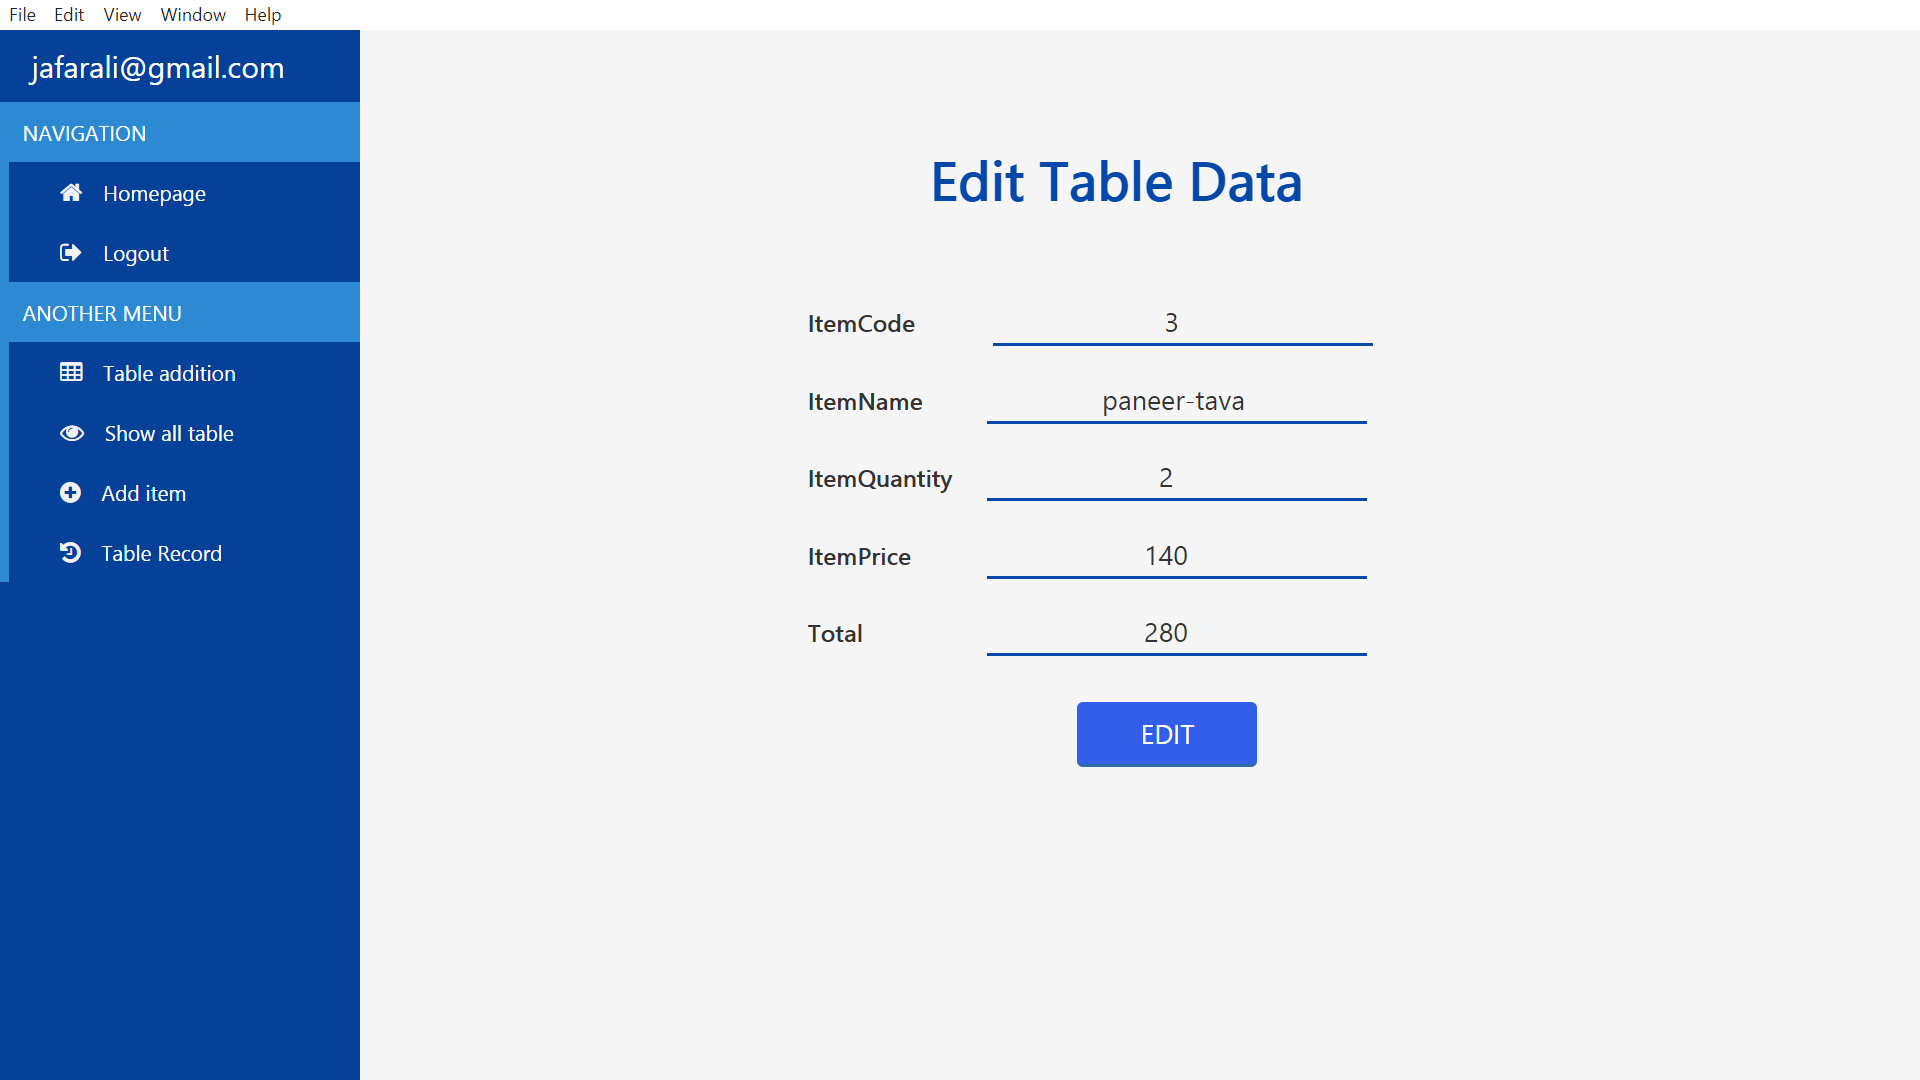 File Edit View Window Help
jafarali@gmail.com
NAVIGATION
Homepage
Logout
ANOTHER MENU
Table addition
Show all table
Add item
Table Record
Edit Table Data
ItemCode 3
ItemName paneer-tava
ItemQuantity 2
ItemPrice 140
Total 280
EDIT